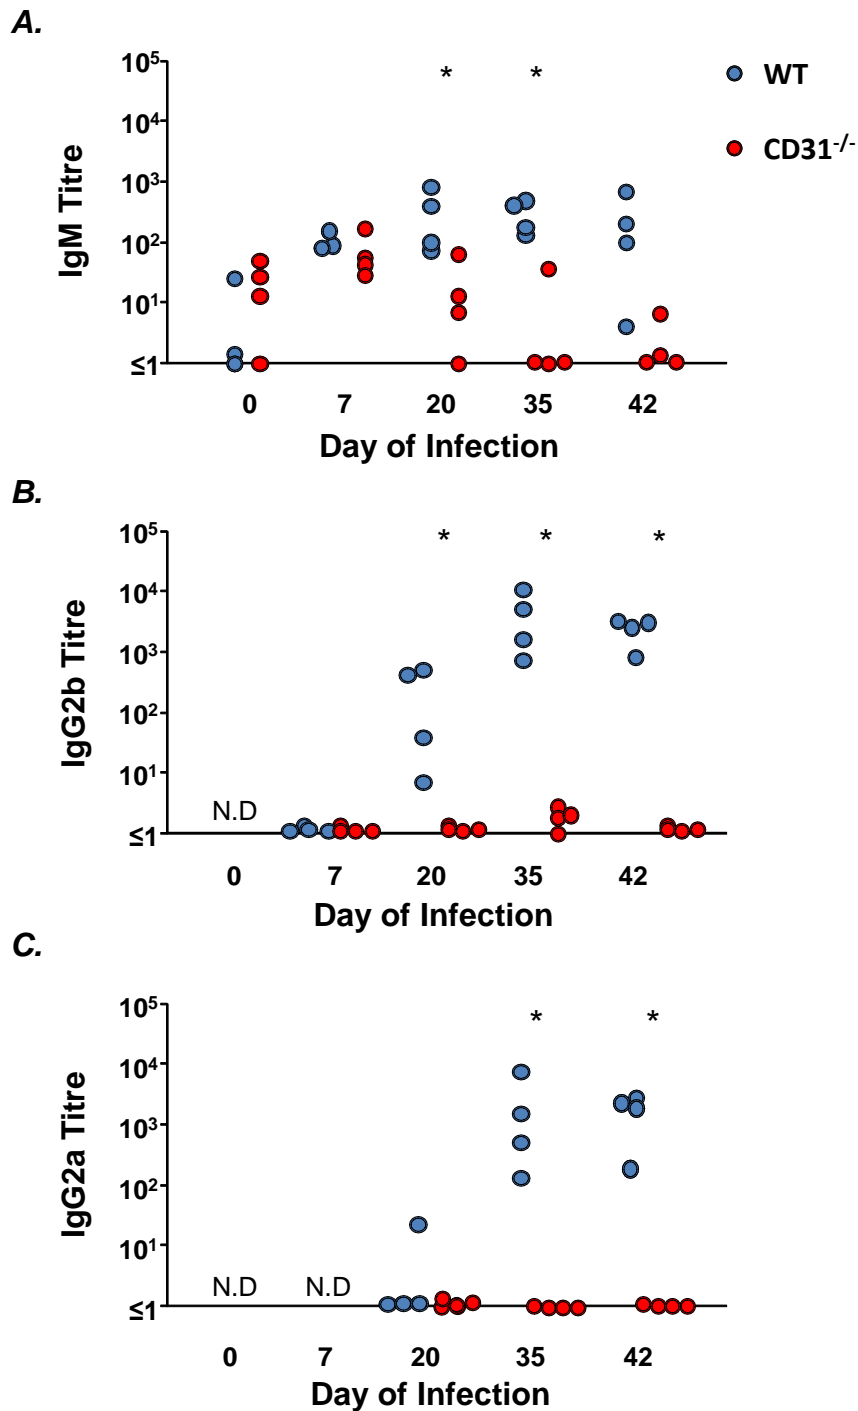 A.
10⁵
10⁴
10³
10²
10¹
≤1
IgM Titre
* *
WT
CD31⁻/⁻
0 7 20 35 42
Day of Infection
B.
10⁵
10⁴
10³
10²
10¹
≤1
IgG2b Titre
* * *
N.D
0 7 20 35 42
Day of Infection
C.
10⁵
10⁴
10³
10²
10¹
≤1
IgG2a Titre
* *
N.D N.D
0 7 20 35 42
Day of Infection